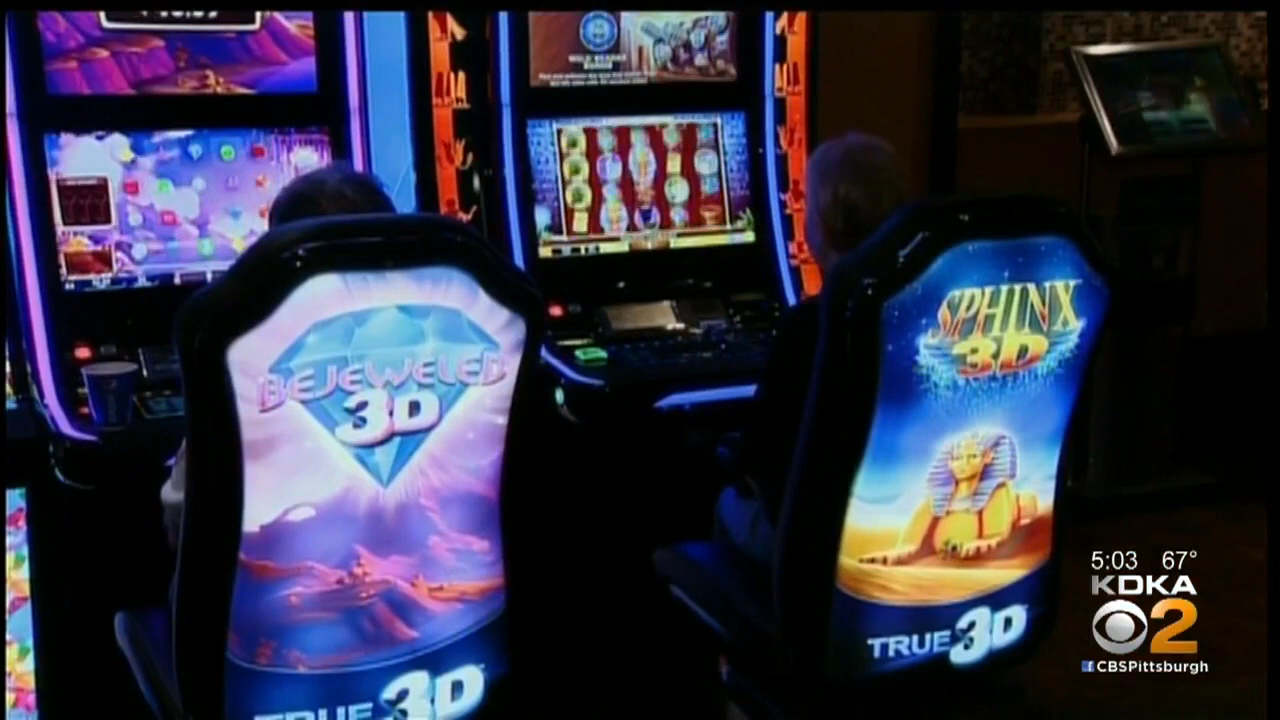 BEJEWELED
3D
TRUE 3D
SPHINX
3D
TRUE 3D
5:03 67°
KDKA
2
f CBSPittsburgh